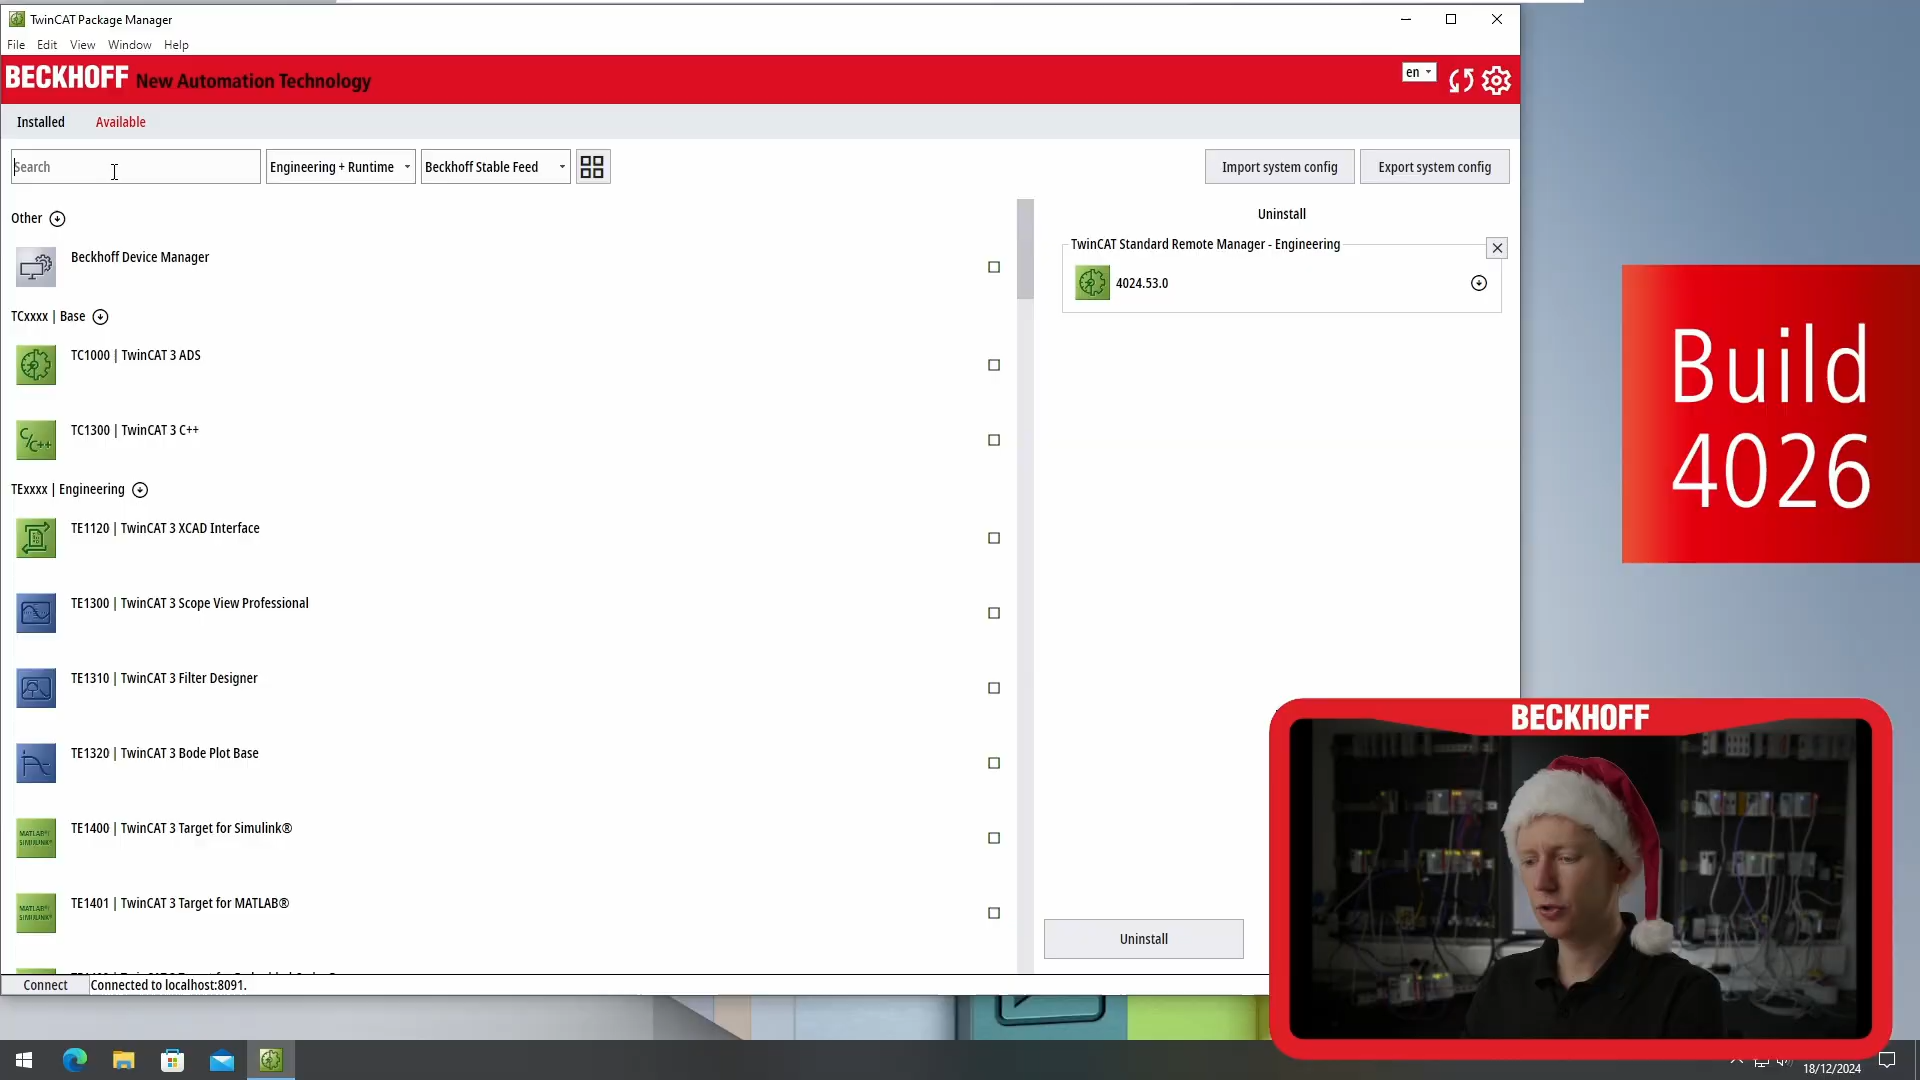 TwinCAT Package Manager
File Edit View Window Help
BECKHOFF New Automation Technology
en
Installed Available
Search
Engineering + Runtime
Beckhoff Stable Feed
Import system config
Export system config
Other
Beckhoff Device Manager
TCxxxx | Base
TC1000 | TwinCAT 3 ADS
C/C++
TC1300 | TwinCAT 3 C++
TExxxx | Engineering
TE1120 | TwinCAT 3 XCAD Interface
TE1300 | TwinCAT 3 Scope View Professional
TE1310 | TwinCAT 3 Filter Designer
TE1320 | TwinCAT 3 Bode Plot Base
MATLAB®/
SIMULINK®
TE1400 | TwinCAT 3 Target for Simulink®
MATLAB®/
SIMULINK®
TE1401 | TwinCAT 3 Target for MATLAB®
Uninstall
TwinCAT Standard Remote Manager - Engineering
4024.53.0
Uninstall
Connect
Connected to localhost:8091.
Build
4026
BECKHOFF
18/12/2024